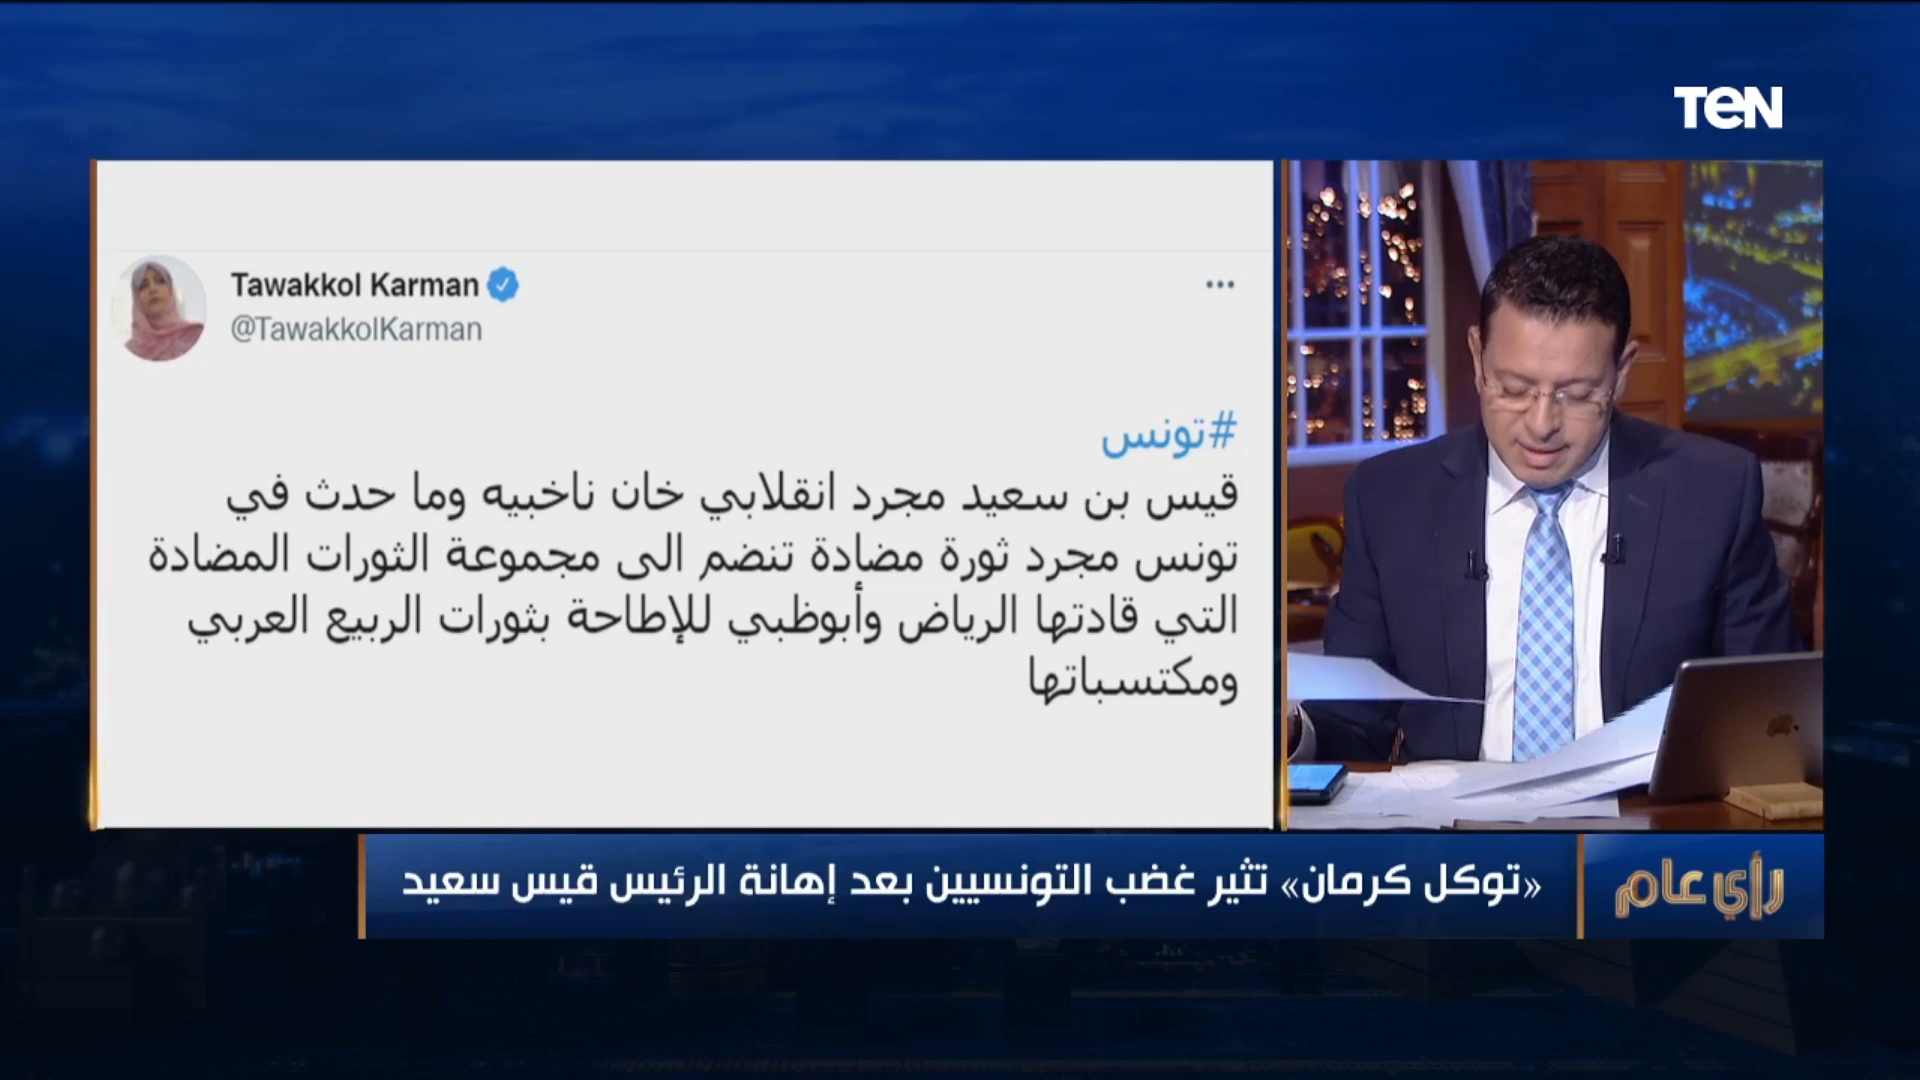 TEN
Tawakkol Karman
@TawakkolKarman
#تونس
قيس بن سعيد مجرد انقلابي خان ناخبيه وما حدث في
تونس مجرد ثورة مضادة تنضم الى مجموعة الثورات المضادة
التي قادتها الرياض وأبوظبي للإطاحة بثورات الربيع العربي
ومكتسباتها
رأي عام
«توكل كرمان» تثير غضب التونسيين بعد إهانة الرئيس قيس سعيد